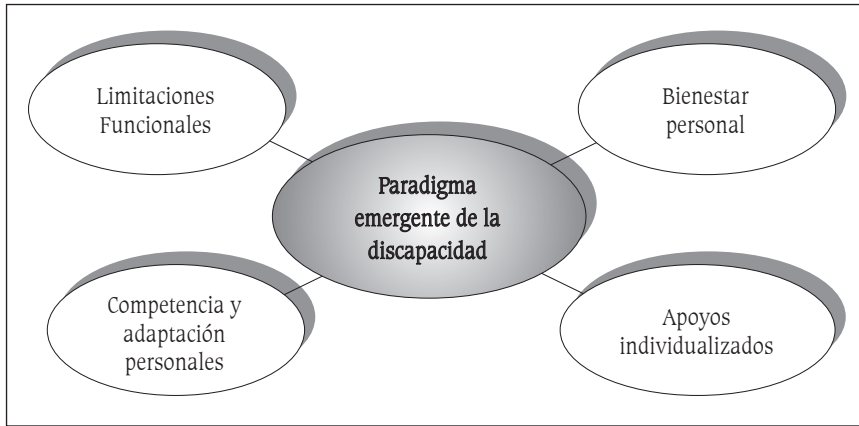 Limitaciones
Funcionales
Bienestar
personal
Paradigma
emergente de la
discapacidad
Competencia y
adaptación
personales
Apoyos
individualizados